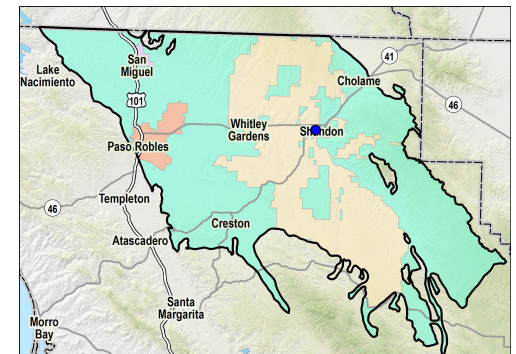 41
San
Miguel
Lake
Nacimiento
Cholame
101
46
Whitley
Gardens
Shandon
Paso Robles
Templeton
46
Creston
Atascadero
Santa
Margarita
Morro
Bay